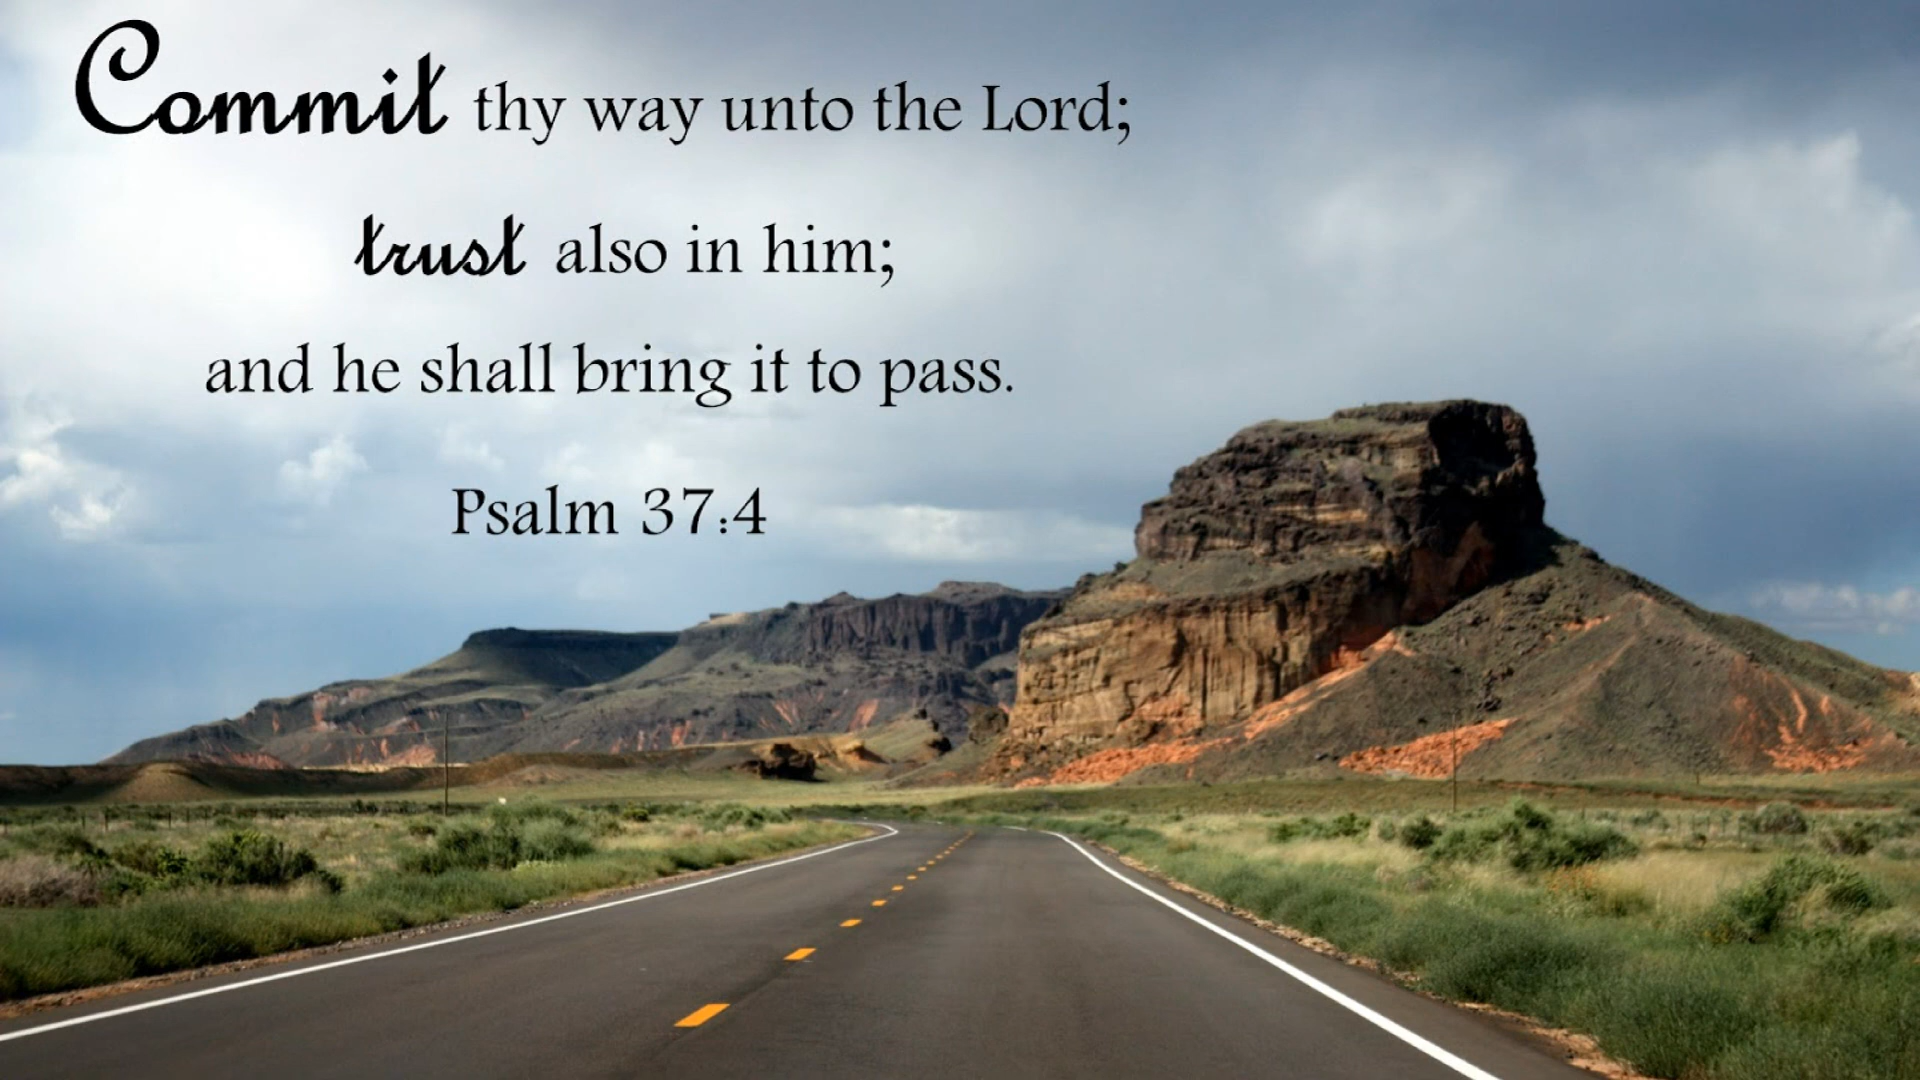 Commit thy way unto the Lord;
trust also in him;
and he shall bring it to pass.
Psalm 37:4